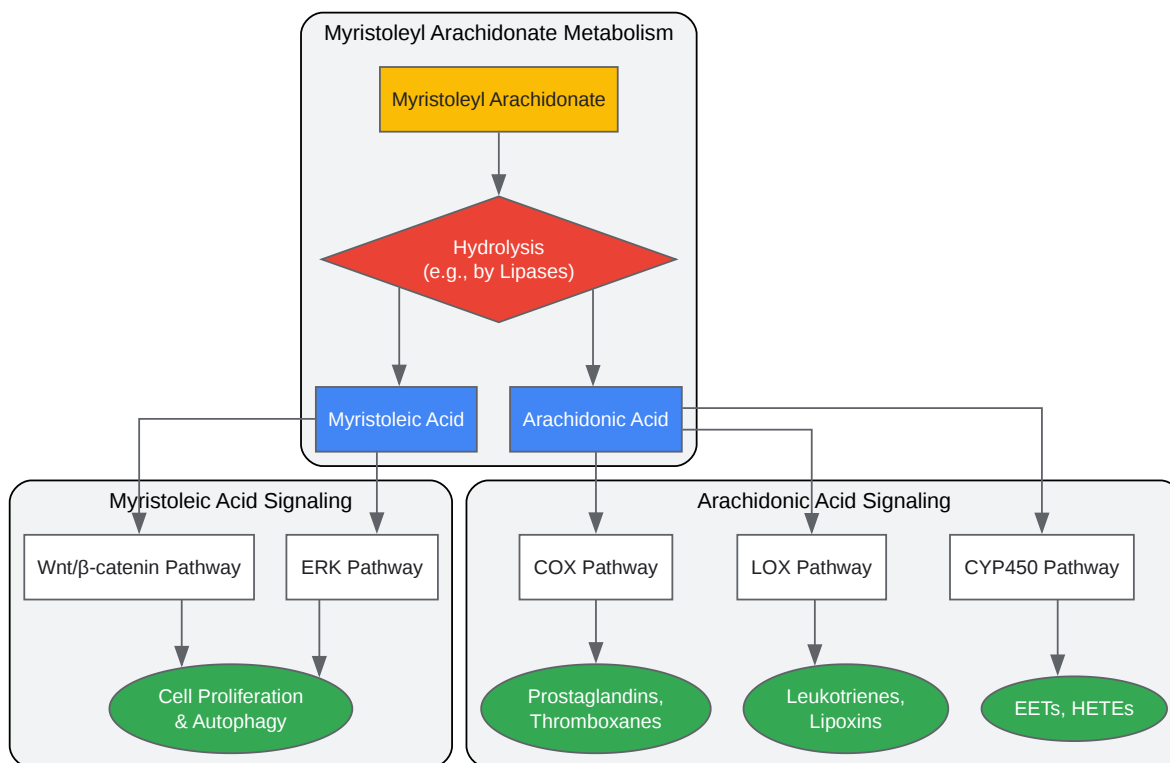 Myristoleyl Arachidonate Metabolism
Myristoleyl Arachidonate
Hydrolysis
(e.g., by Lipases)
Myristoleic Acid
Arachidonic Acid
Myristoleic Acid Signaling
Wnt/β-catenin Pathway
ERK Pathway
Cell Proliferation
& Autophagy
Arachidonic Acid Signaling
COX Pathway
LOX Pathway
CYP450 Pathway
Prostaglandins,
Thromboxanes
Leukotrienes,
Lipoxins
EETs, HETEs